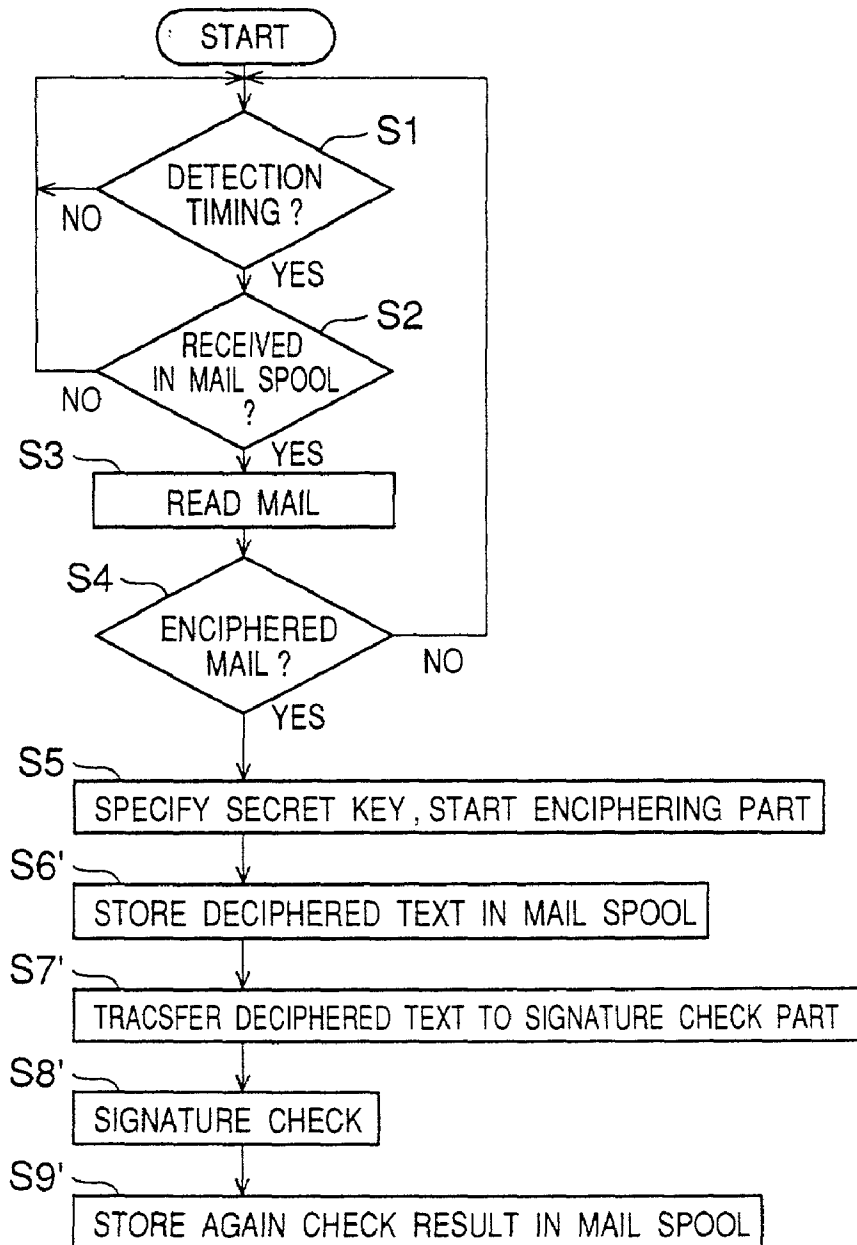 START
S1
DETECTION
TIMING ?
NO
YES
S2
RECEIVED
IN MAIL SPOOL
?
NO
YES
S3
READ MAIL
S4
ENCIPHERED
MAIL ?
NO
YES
S5
SPECIFY SECRET KEY, START ENCIPHERING PART
S6'
STORE DECIPHERED TEXT IN MAIL SPOOL
S7'
TRACSFER DECIPHERED TEXT TO SIGNATURE CHECK PART
S8'
SIGNATURE CHECK
S9'
STORE AGAIN CHECK RESULT IN MAIL SPOOL